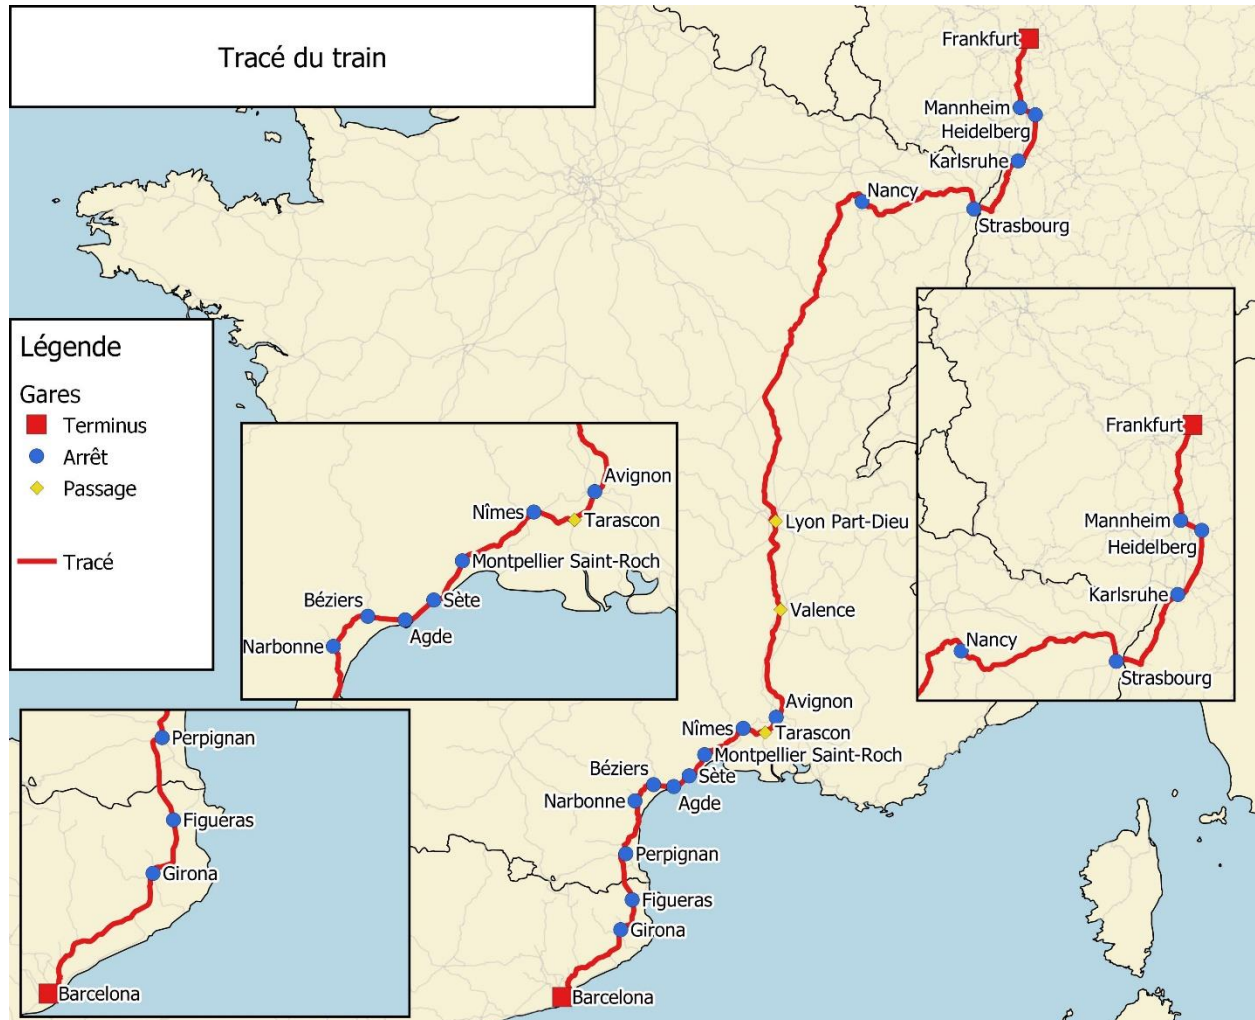 Tracé du train
Frankfurt
Mannheim
Heidelberg
Karlsruhe
Nancy
Strasbourg
Lyon Part-Dieu
Valence
Avignon
Nîmes
Tarascon
Montpellier Saint-Roch
Béziers
Sète
Narbonne
Agde
Perpignan
Figueras
Girona
Barcelona
Légende
Gares
Terminus
Arrêt
Passage
Tracé
Avignon
Nîmes
Tarascon
Montpellier Saint-Roch
Béziers
Sète
Agde
Narbonne
Frankfurt
Mannheim
Heidelberg
Karlsruhe
Nancy
Strasbourg
Perpignan
Figueras
Girona
Barcelona